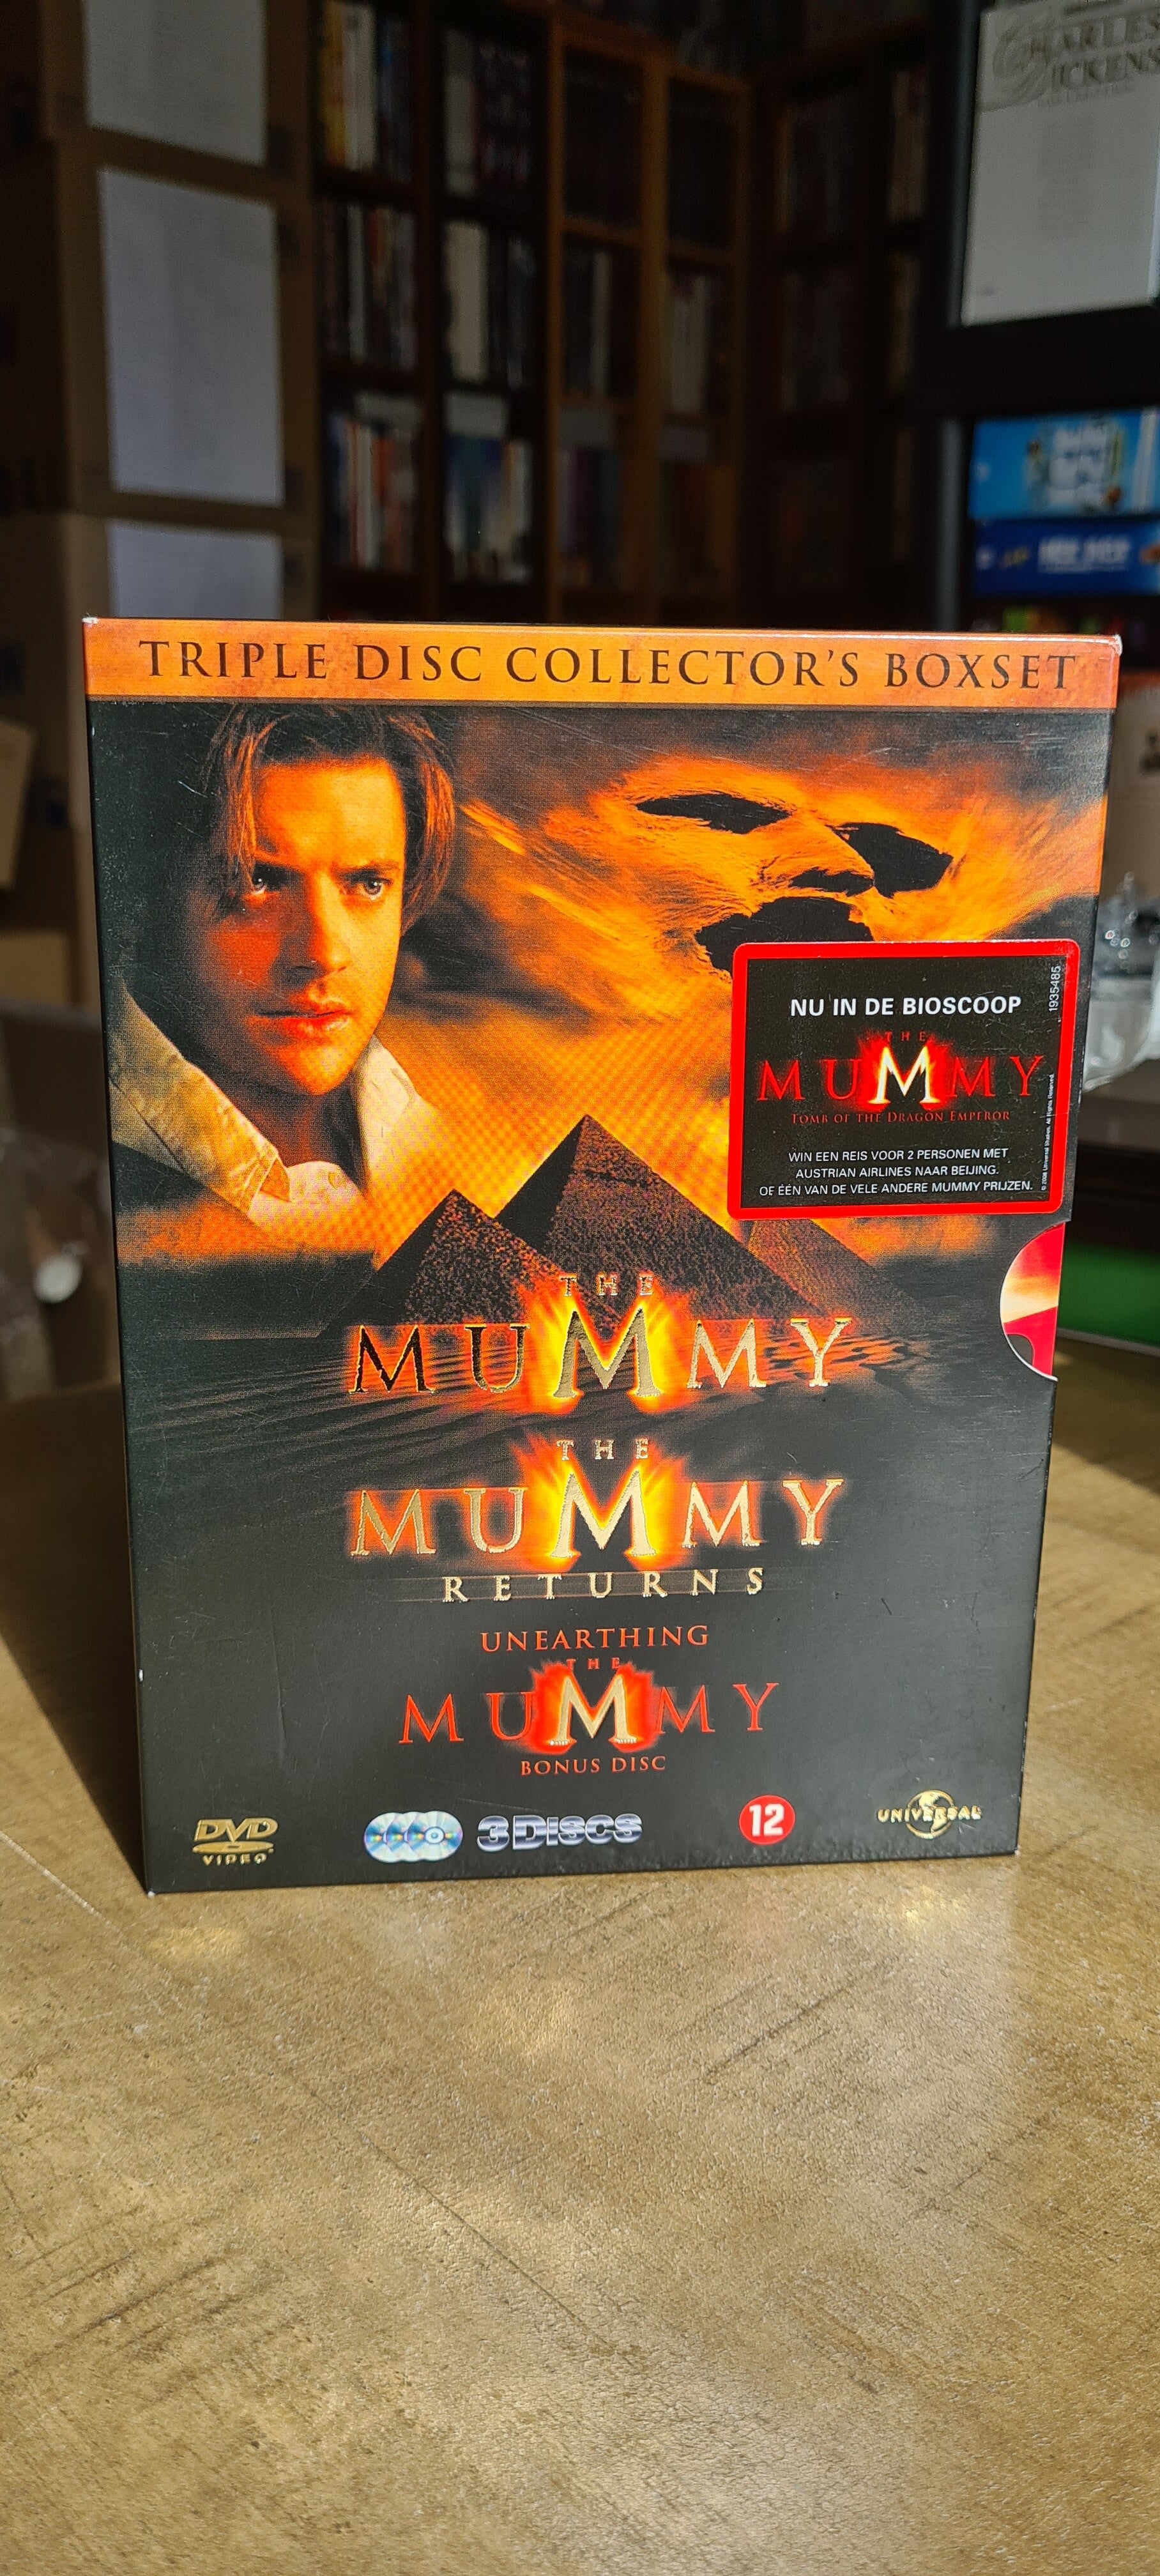 CHARLES
DICKENS
TRIPLE DISC COLLECTOR'S BOXSET
NU IN DE BIOSCOOP
THE
MUMMY
TOMB OF THE DRAGON EMPEROR
WIN EEN REIS VOOR 2 PERSONEN MET
AUSTRIAN AIRLINES NAAR BEIJING.
OF ÉÉN VAN DE VELE ANDERE MUMMY PRIJZEN.
1935485
THE
MUMMY
THE
MUMMY
RETURNS
UNEARTHING
THE
MUMMY
BONUS DISC
DVD
VIDEO
3 DISCS
12
UNIVERSAL